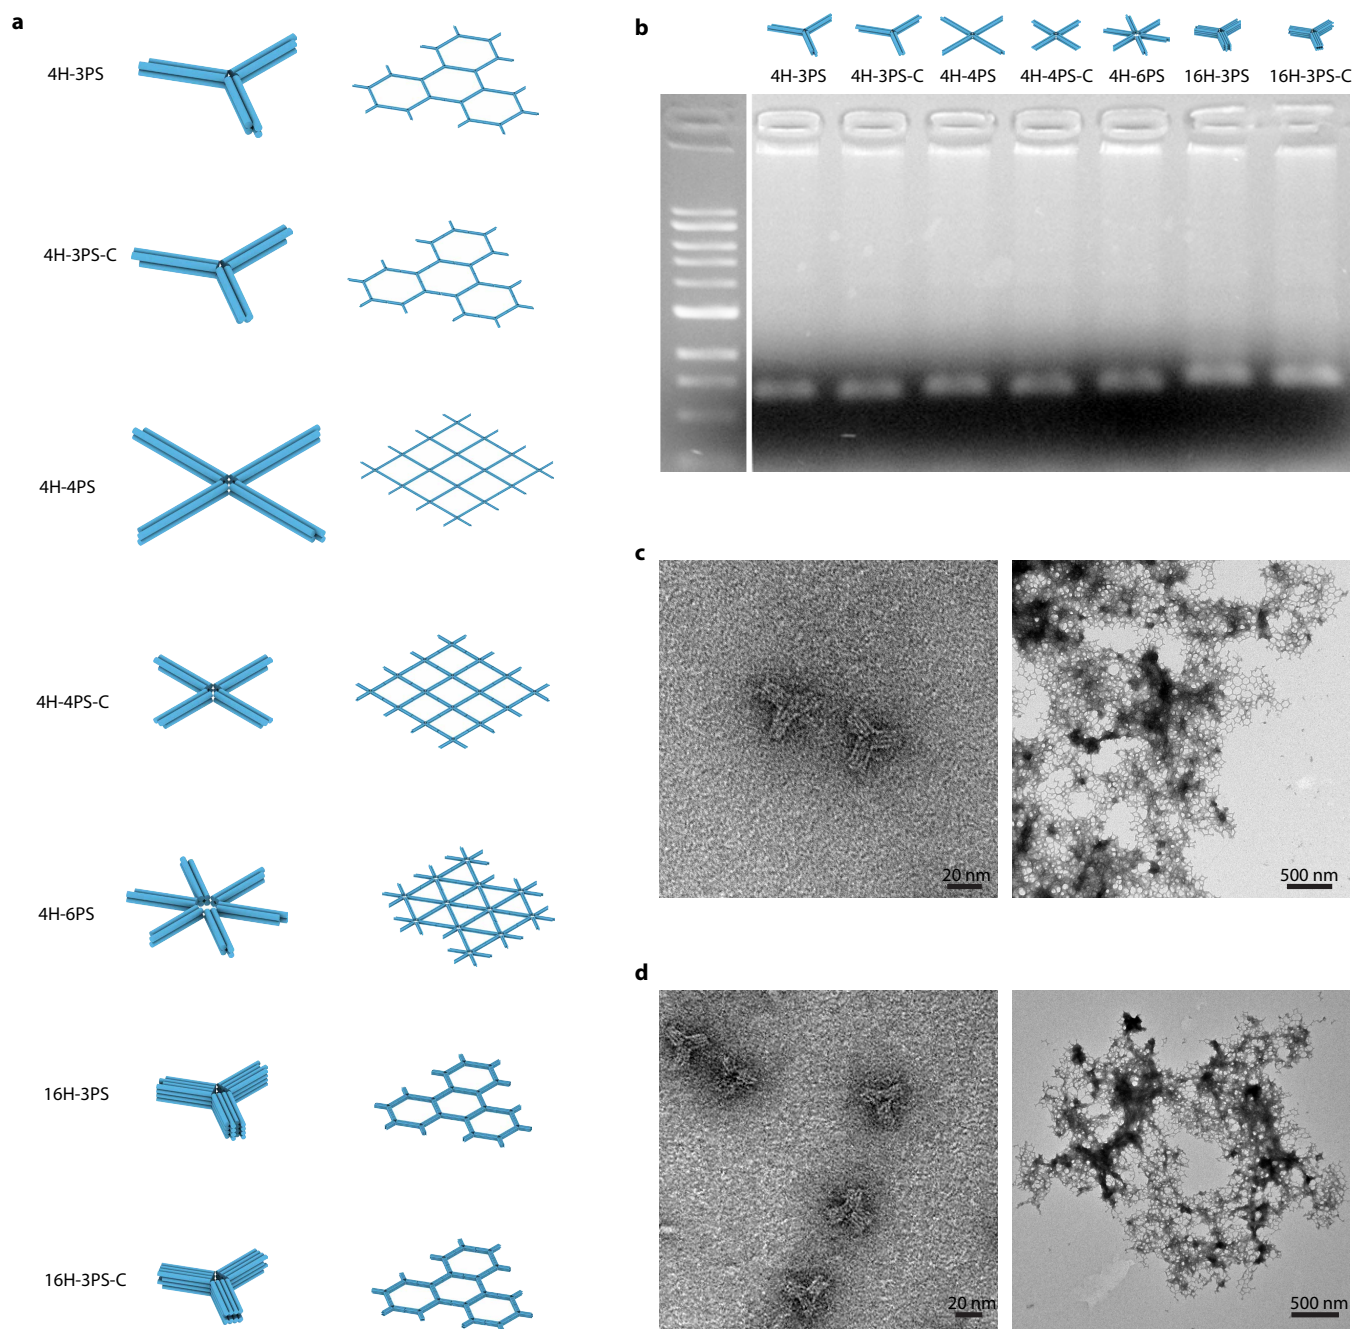 a
4H-3PS
4H-3PS-C
4H-4PS
4H-4PS-C
4H-6PS
16H-3PS
16H-3PS-C
b
4H-3PS 4H-3PS-C 4H-4PS 4H-4PS-C 4H-6PS 16H-3PS 16H-3PS-C
c
20 nm
500 nm
d
20 nm
500 nm